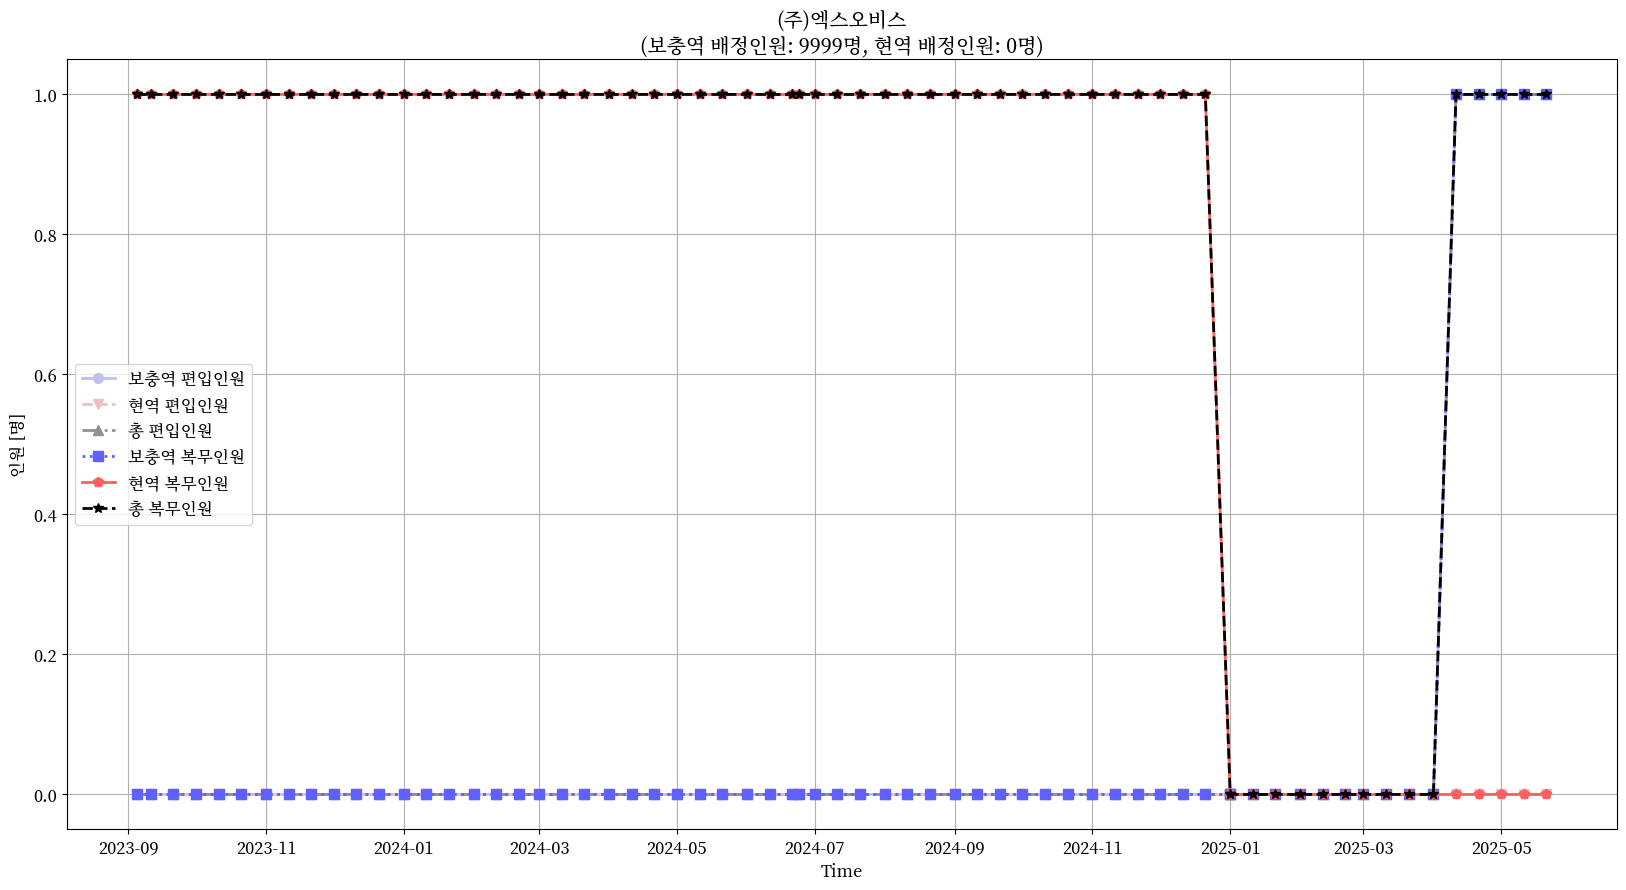 (주)엑스오비스
(보충역 배정인원: 9999명, 현역 배정인원: 0명)
1.0
0.8
0.6
0.4
0.2
0.0
인원 [명]
보충역 편입인원
현역 편입인원
총 편입인원
보충역 복무인원
현역 복무인원
총 복무인원
2023-09
2023-11
2024-01
2024-03
2024-05
2024-07
2024-09
2024-11
2025-01
2025-03
2025-05
Time